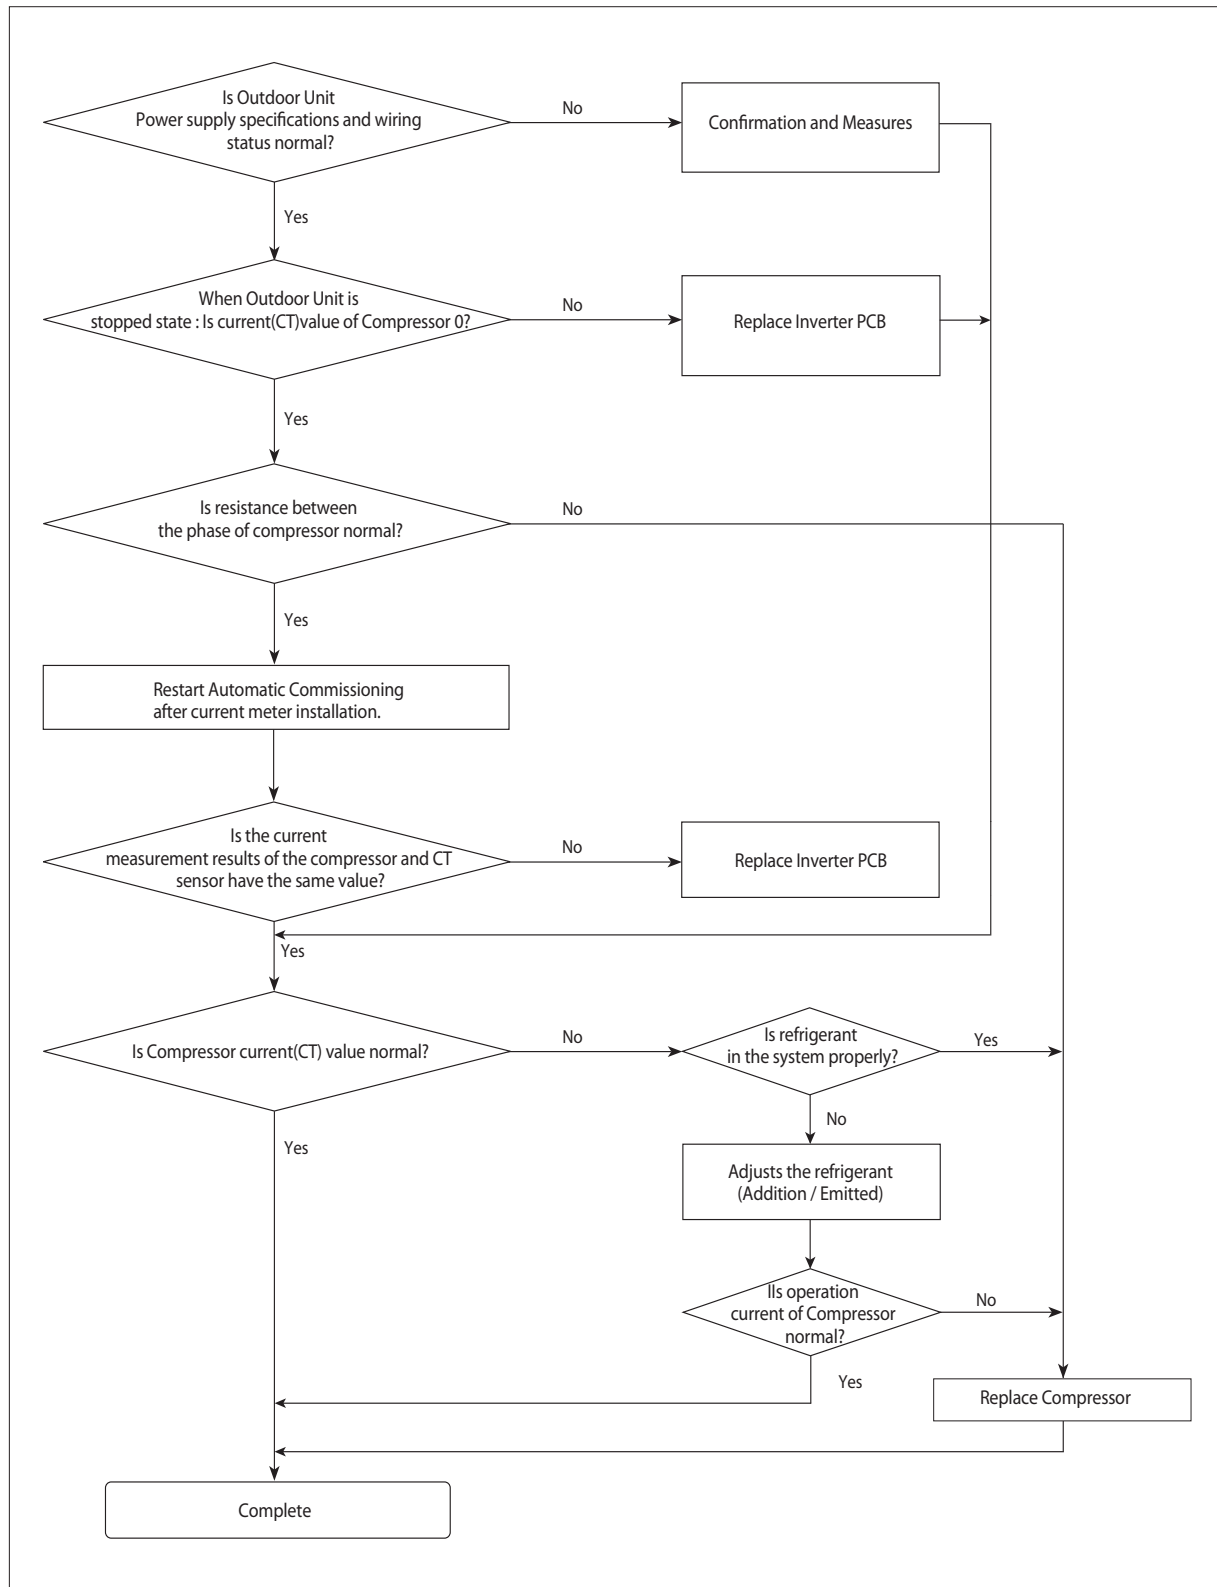 Is Outdoor Unit
Power supply specifications and wiring
status normal?
No
Confirmation and Measures
Yes
When Outdoor Unit is
stopped state : Is current(CT)value of Compressor 0?
No
Replace Inverter PCB
Yes
Is resistance between
the phase of compressor normal?
No
Yes
Restart Automatic Commissioning
after current meter installation.
Is the current
measurement results of the compressor and CT
sensor have the same value?
No
Replace Inverter PCB
Yes
Is Compressor current(CT) value normal?
No
Is refrigerant
in the system properly?
Yes
No
Yes
Adjusts the refrigerant
(Addition / Emitted)
IIs operation
current of Compressor
normal?
No
Yes
Replace Compressor
Complete